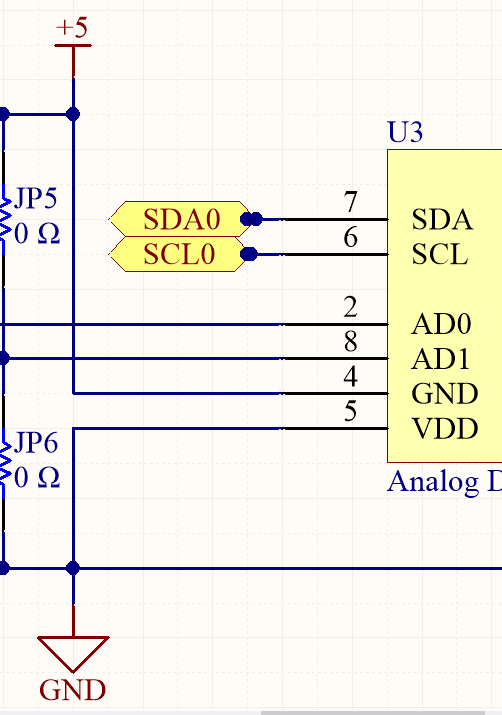 +5
U3
JP5
0 Ω
SDA0
7
SDA
SCL0
6
SCL
2
AD0
8
AD1
4
GND
5
VDD
JP6
0 Ω
Analog D
GND